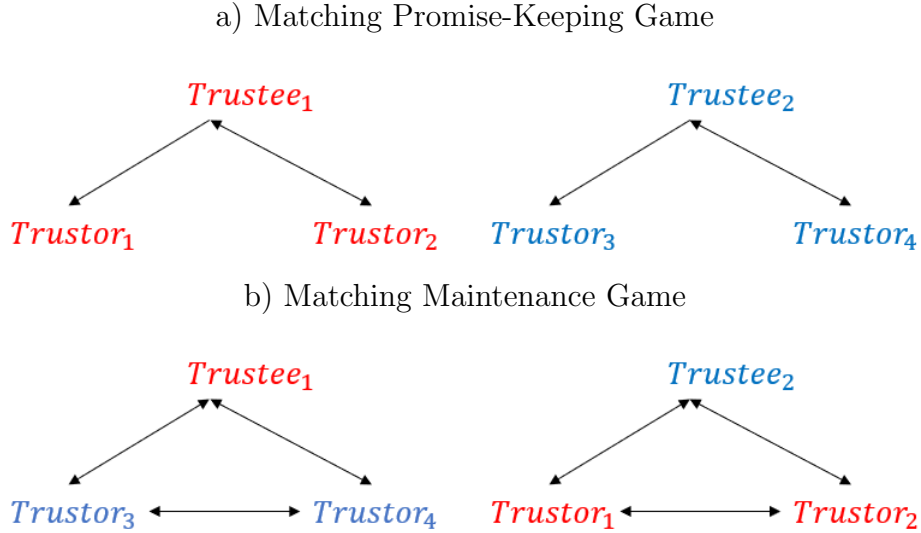 a) Matching Promise-Keeping Game
Trustee₁ Trustee₂
Trustor₁ Trustor₂ Trustor₃ Trustor₄
b) Matching Maintenance Game
Trustee₁ Trustee₂
Trustor₃ Trustor₄ Trustor₁ Trustor₂